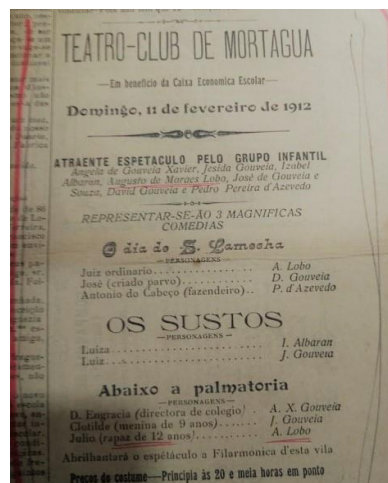 TEATRO-CLUB DE MORTAGUA
—Em beneficio da Caixa Economica Escolar—
Domingo, 11 de fevereiro de 1912
ATRAENTE ESPETACULO PELO GRUPO INFANTIL
Angela de Gouveia Xavier, Jesida Gouveia, Izabel
Albaran, Augusto de Moraes Lobo, José de Gouveia e
Souza, David Gouveia e Pedro Pereira d'Azevedo
REPRESENTAR-SE-ÃO 3 MAGNIFICAS
COMEDIAS
O dia de S. Lamecha
—PERSONAGENS—
Juiz ordinario................ A. Lobo
José (criado parvo)............ D. Gouveia
Antonio do Cabeço (fazendeiro).. P. d'Azevedo
OS SUSTOS
—PERSONAGENS—
Luiza.................... I. Albaran
Luiz..................... J. Gouveia
Abaixo a palmatoria
—PERSONAGENS—
D. Engracia (directora de colegio) A. X. Gouveia
Clotilde (menina de 9 anos)....... J. Gouveia
Julio (rapaz de 12 anos).......... A. Lobo
Abrilhantará o espétáculo a Filarmónica d'esta vila
Preços do costume—Principia às 20 e meia horas em ponto